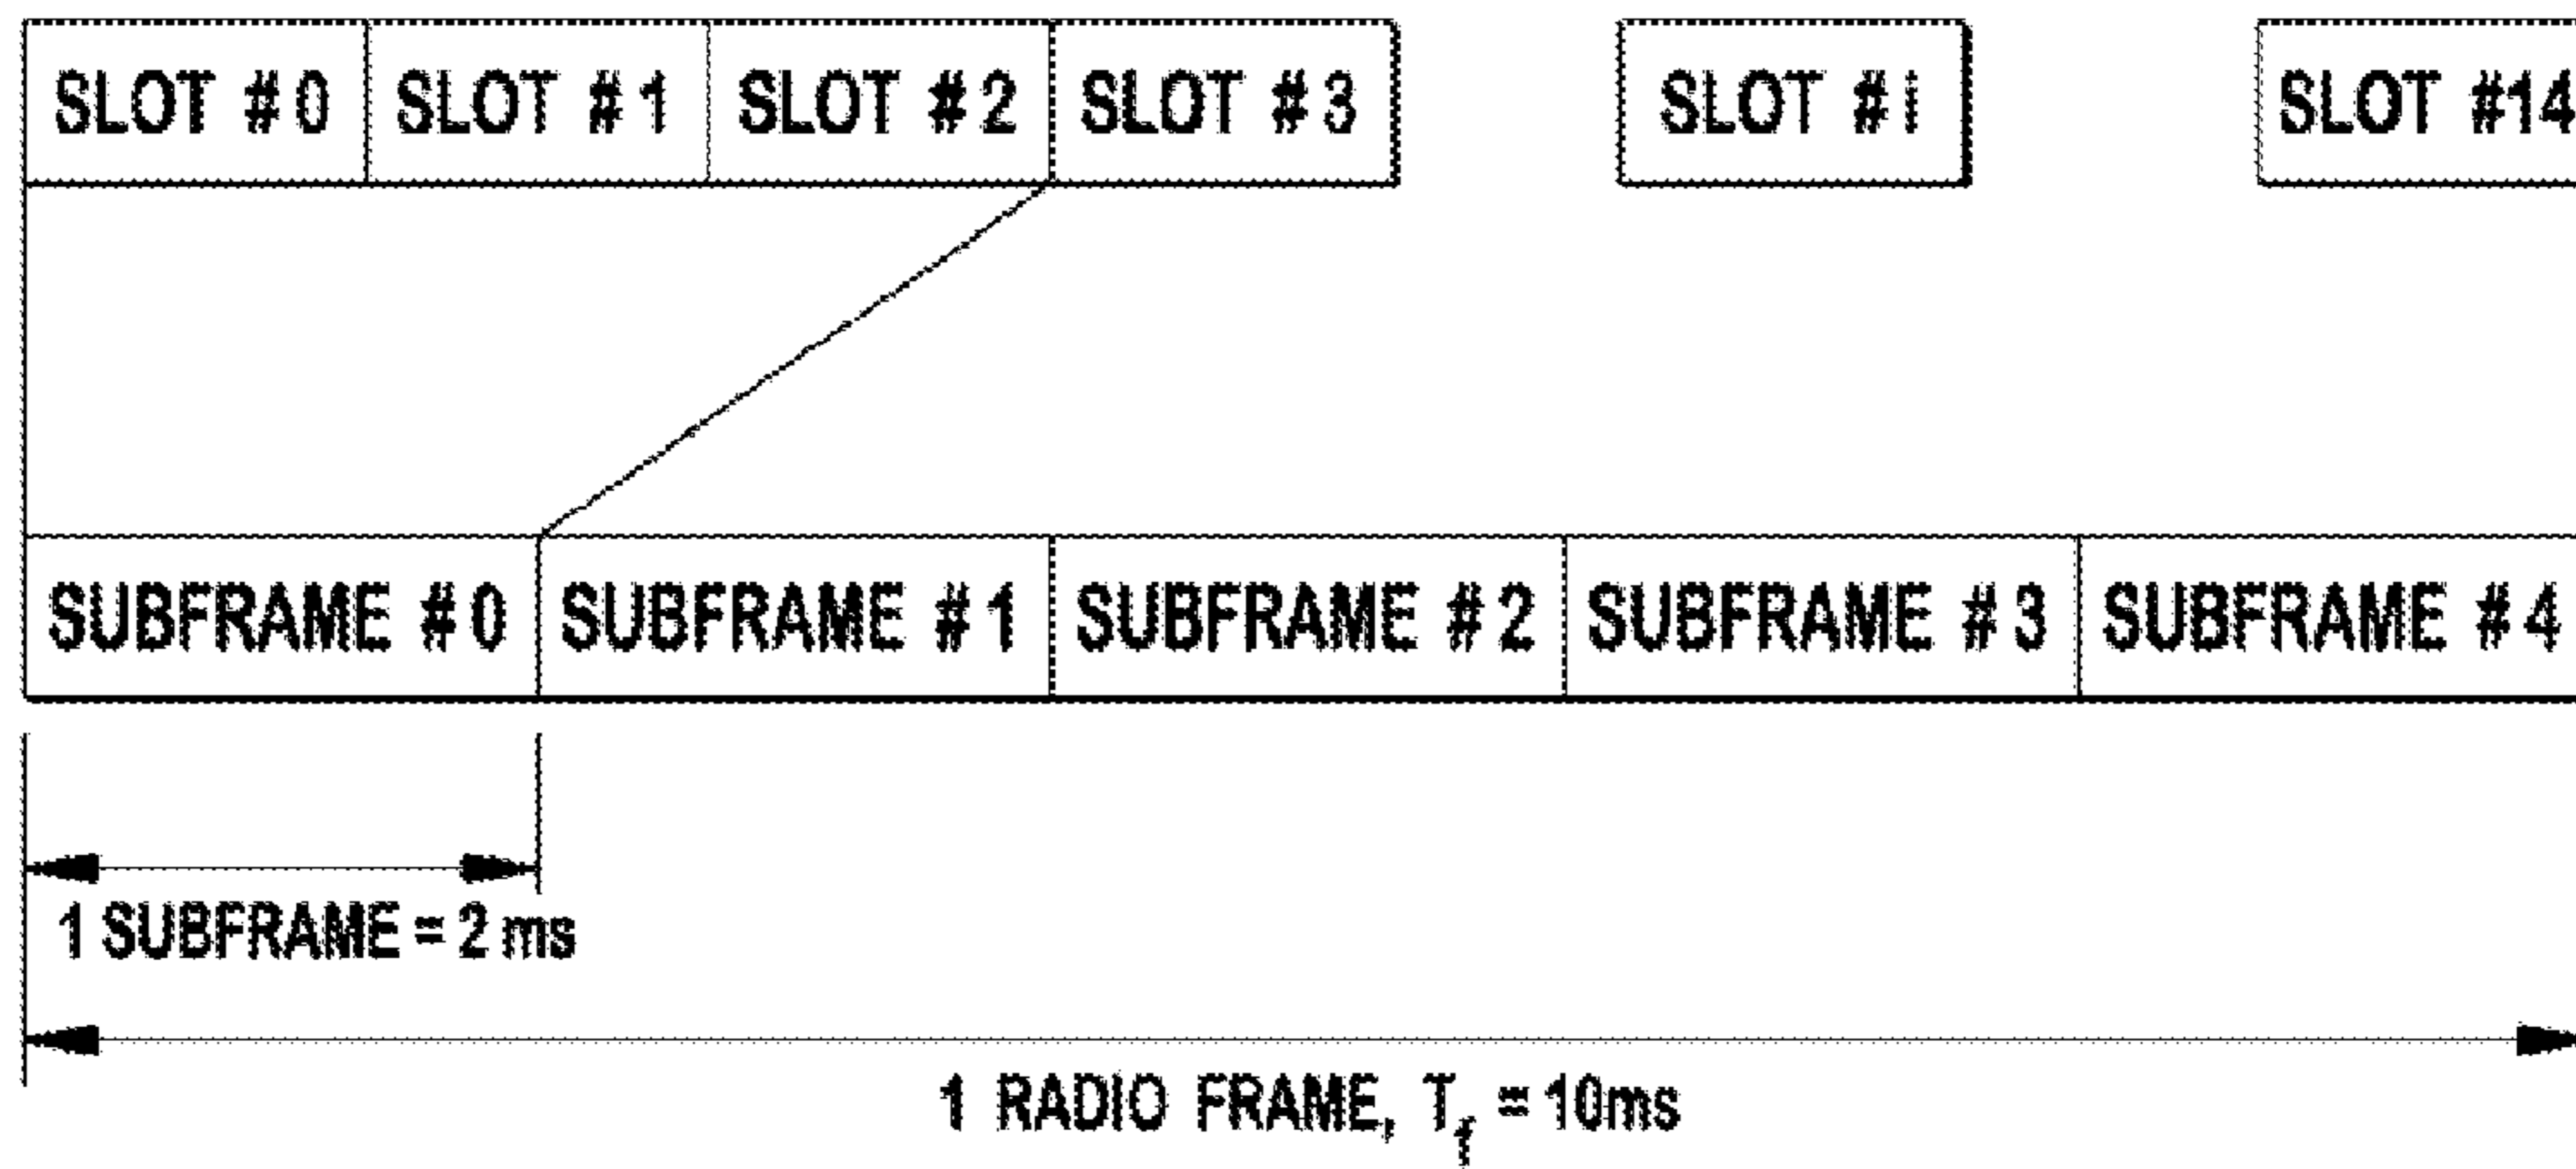 SLOT #0 SLOT #1 SLOT #2 SLOT #3 SLOT #i SLOT #14
SUBFRAME #0 SUBFRAME #1 SUBFRAME #2 SUBFRAME #3 SUBFRAME #4
1 SUBFRAME = 2 ms
1 RADIO FRAME, Tf = 10ms